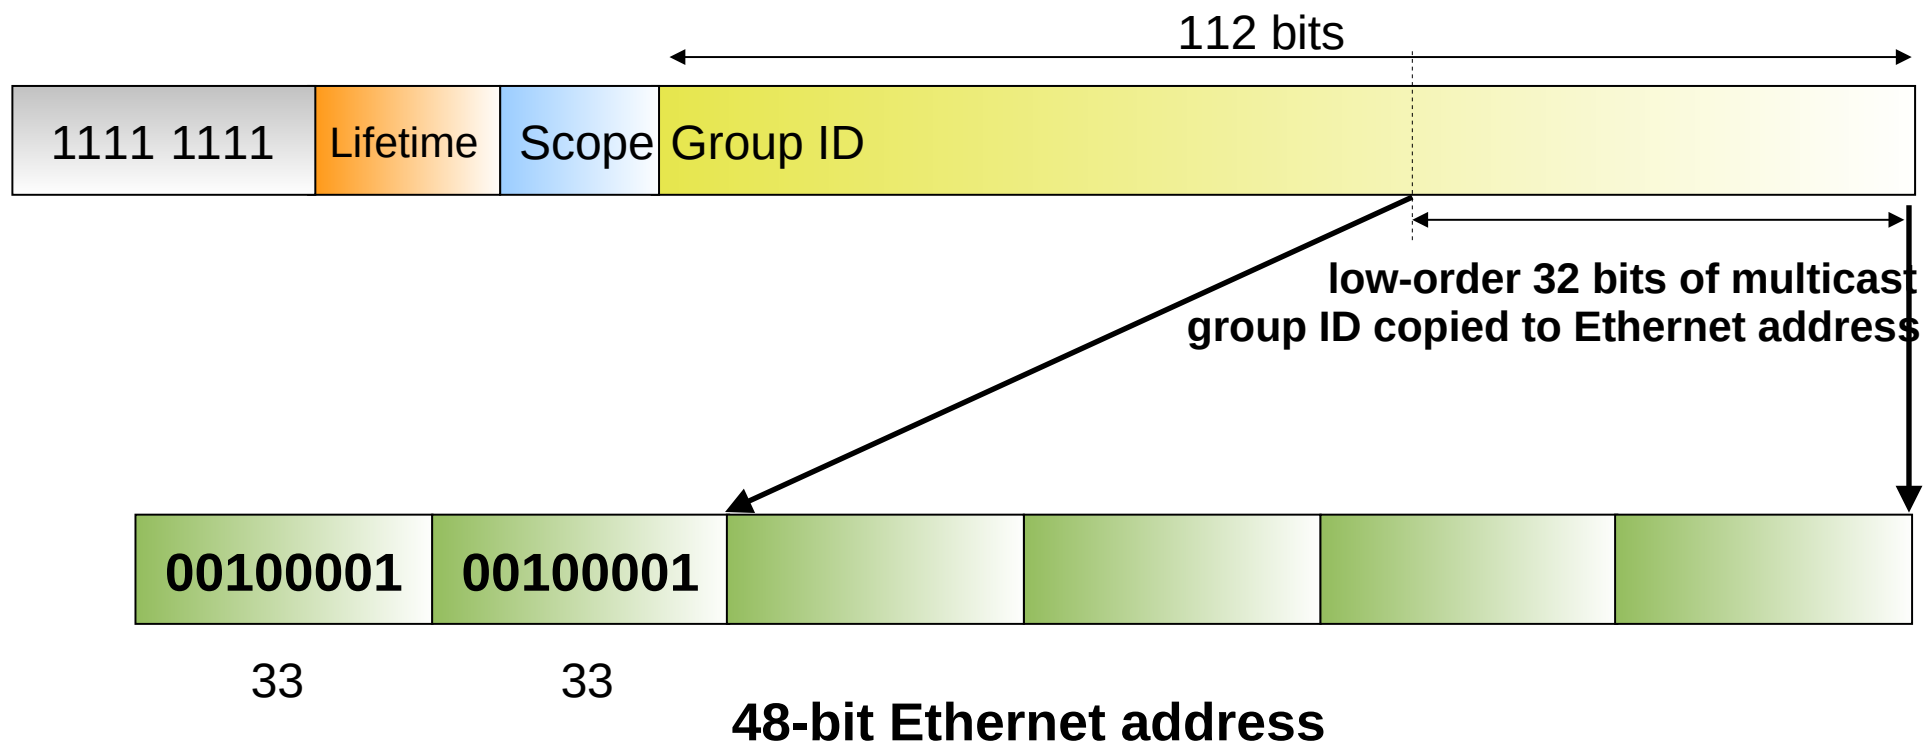 112 bits
1111 1111 Lifetime Scope Group ID
low-order 32 bits of multicast
group ID copied to Ethernet address
00100001 00100001
33 33
48-bit Ethernet address